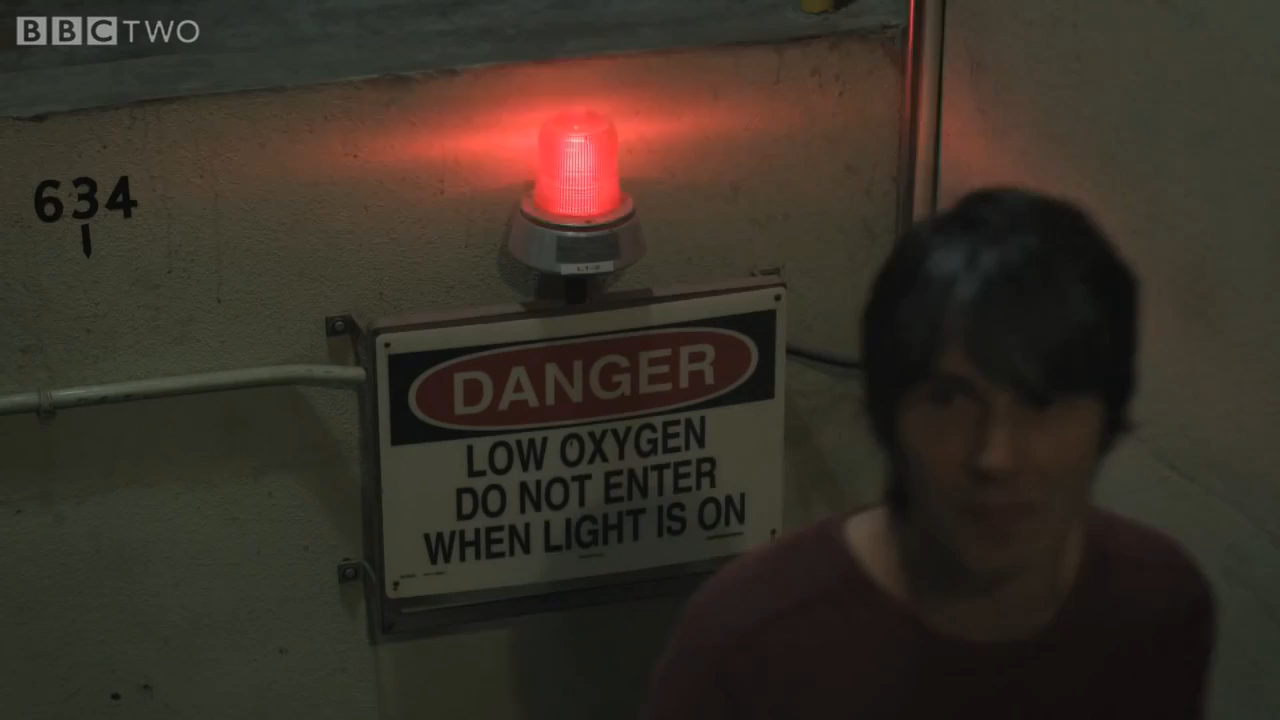 BBC TWO
634
DANGER
LOW OXYGEN
DO NOT ENTER
WHEN LIGHT IS ON